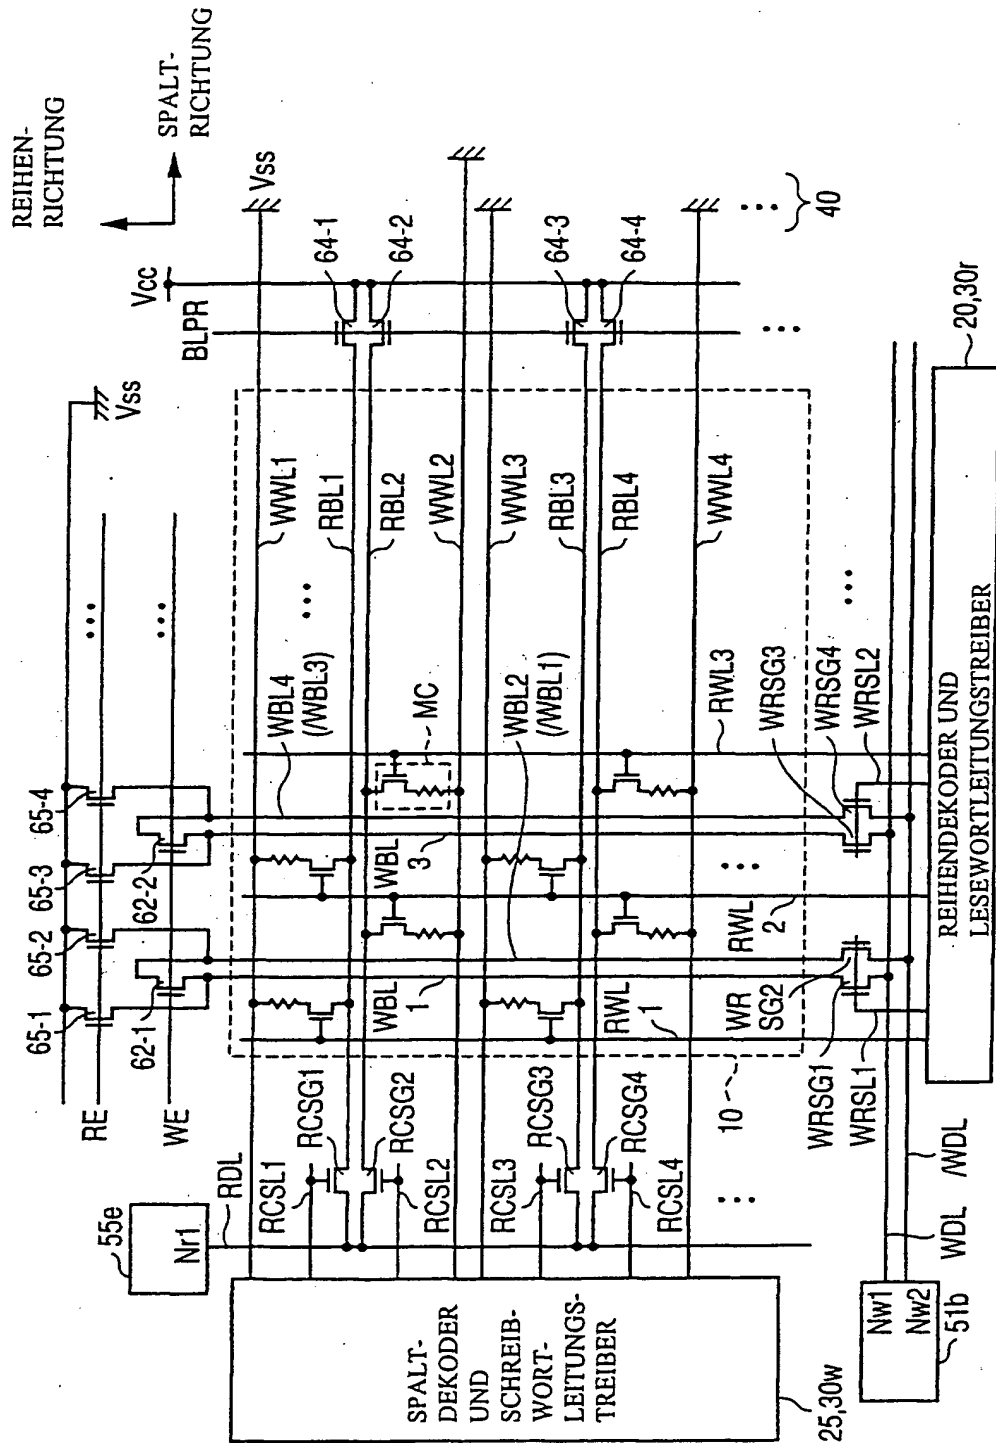 REIHEN-
RICHTUNG
SPALT-
RICHTUNG
Vcc
BLPR
Vss
Vss
64-1
64-2
64-3
64-4
40
20,30r
RE
WE
65-1
65-2
65-3
65-4
62-1
62-2
WWL1
RBL1
RBL2
WWL2
WWL3
RBL3
RBL4
WWL4
WBL4
(/WBL3)
MC
WBL2
(/WBL1)
RWL3
WRSG3
WRSG4
WRSL2
WBL
3
WBL
1
RWL
2
RWL
1
WR
SG2
WRSG1
WRSL1
10
55e
Nr1
RDL
RCSL1
RCSG1
RCSG2
RCSL2
RCSL3
RCSG3
RCSG4
RCSL4
SPALT-
DEKODER
UND
SCHREIB-
WORT-
LEITUNGS-
TREIBER
25,30w
REIHENDEKODER UND
LESEWORTLEITUNGSTREIBER
WDL
/WDL
Nw1
Nw2
51b